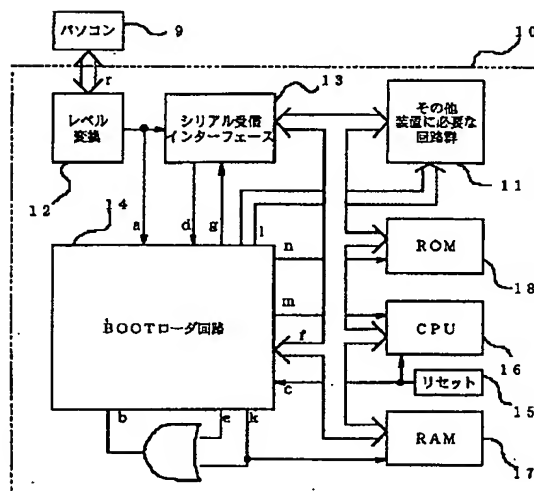 パソコン
9
10
r
レベル
変換
12
シリアル受信
インターフェース
13
その他
装置に必要な
回路群
11
14
a
d
g
l
n
ROM
18
m
BOOTローダ回路
f
CPU
16
c
リセット
15
b
e
k
RAM
17